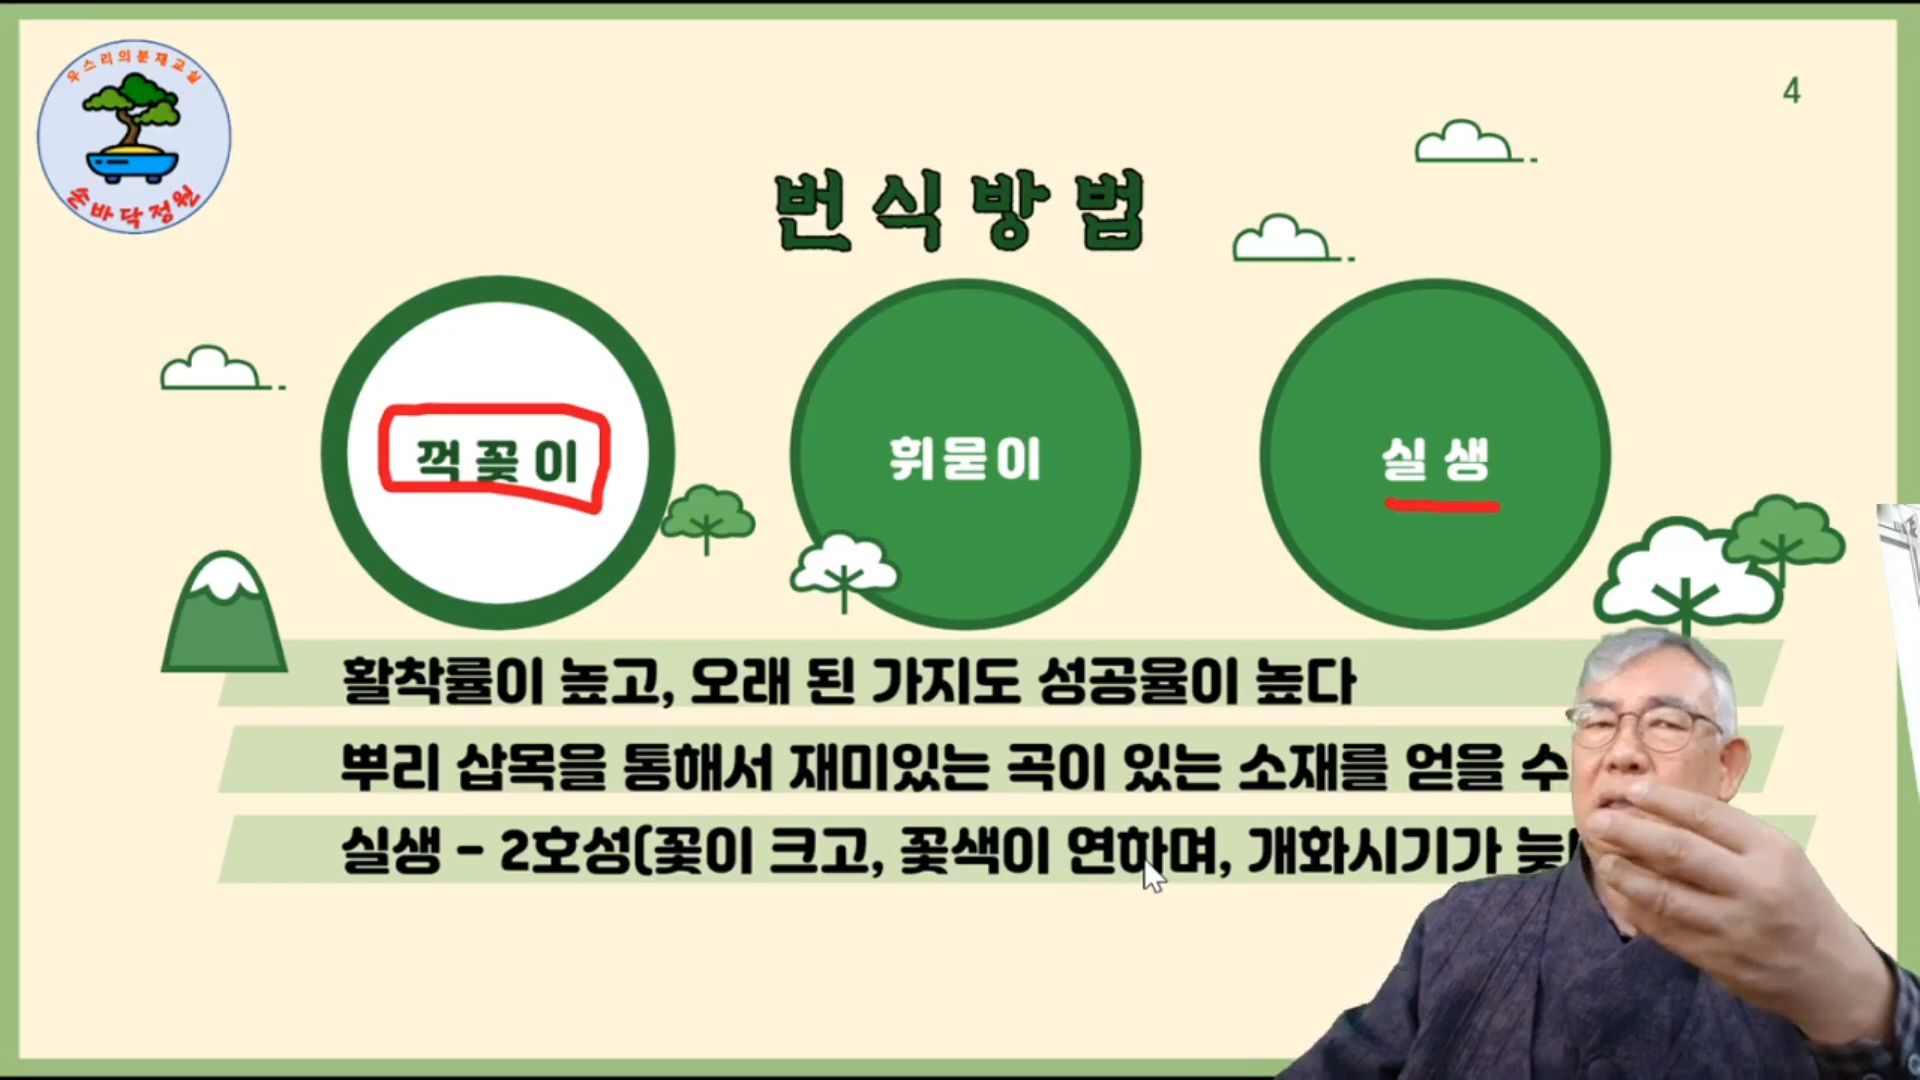 우스리의분재교실
손바닥정원
4
번식방법
꺽꽂이
휘묻이
실생
활착률이 높고, 오래 된 가지도 성공율이 높다
뿌리 삽목을 통해서 재미있는 곡이 있는 소재를 얻을 수
실생 - 2호성(꽃이 크고, 꽃색이 연하며, 개화시기가